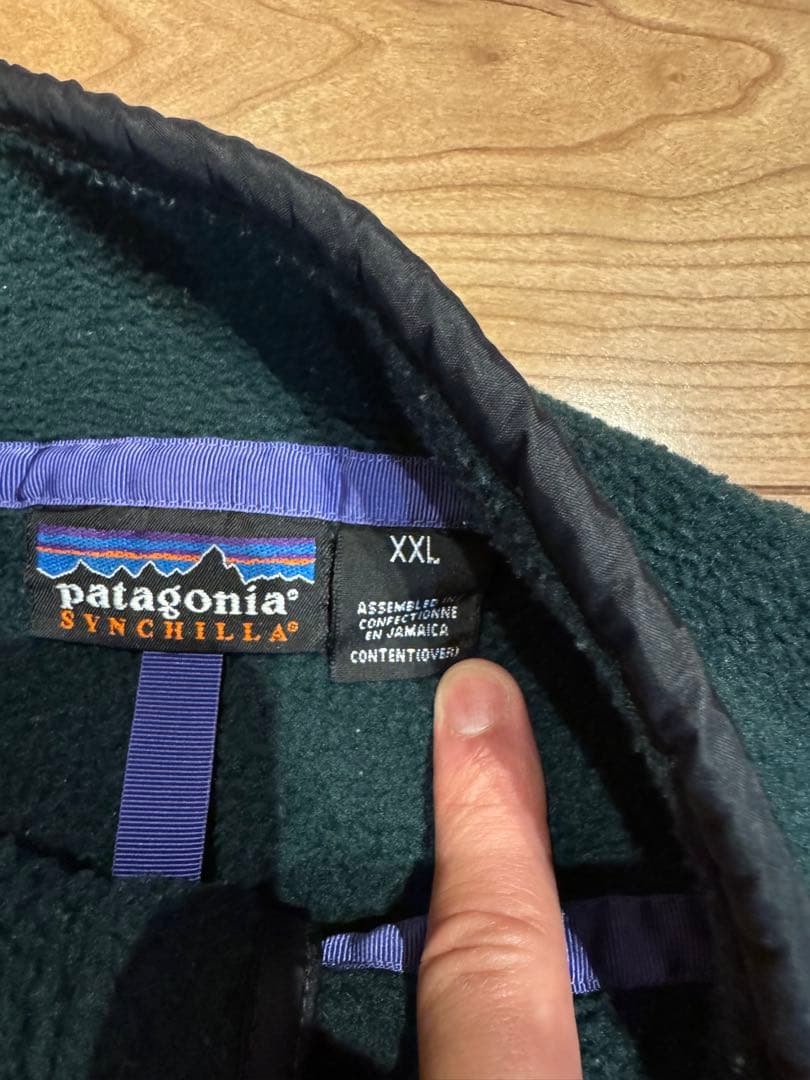 patagonia®
SYNCHILLA®
XXL
ASSEMBLED IN
CONFECTIONNE
EN JAMAICA
CONTENT(OVER)